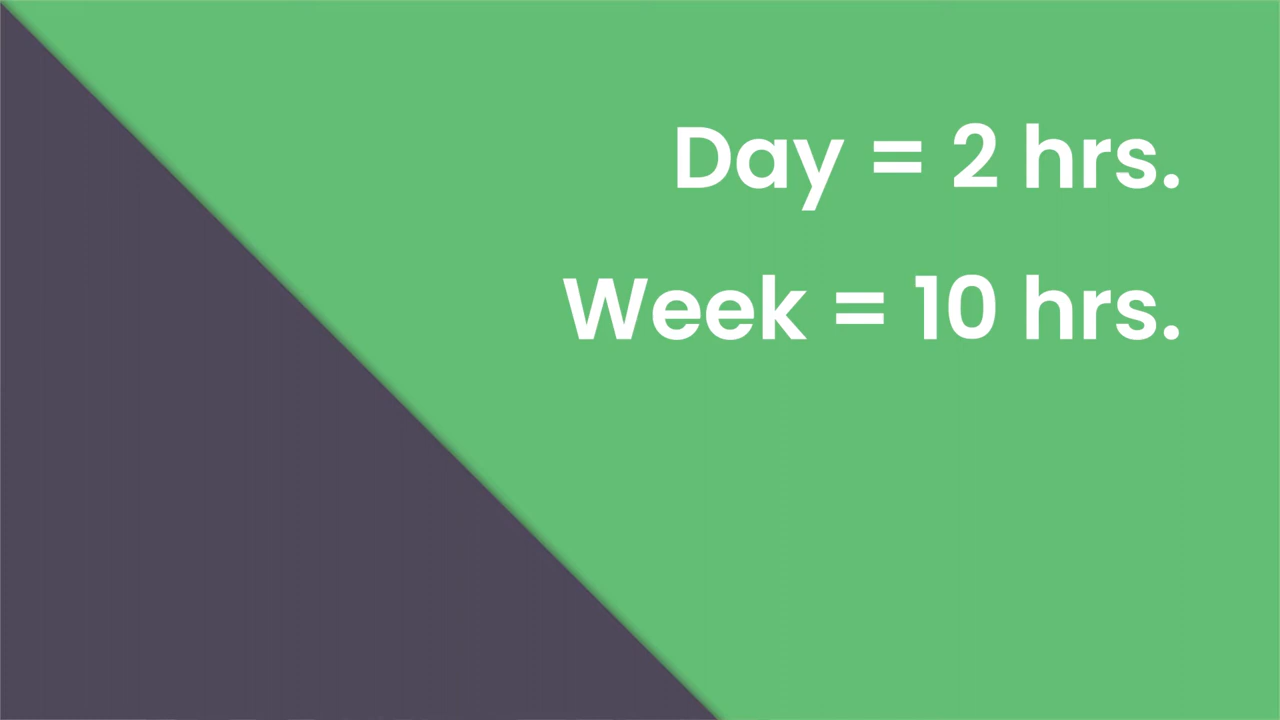 Day = 2 hrs.
Week = 10 hrs.